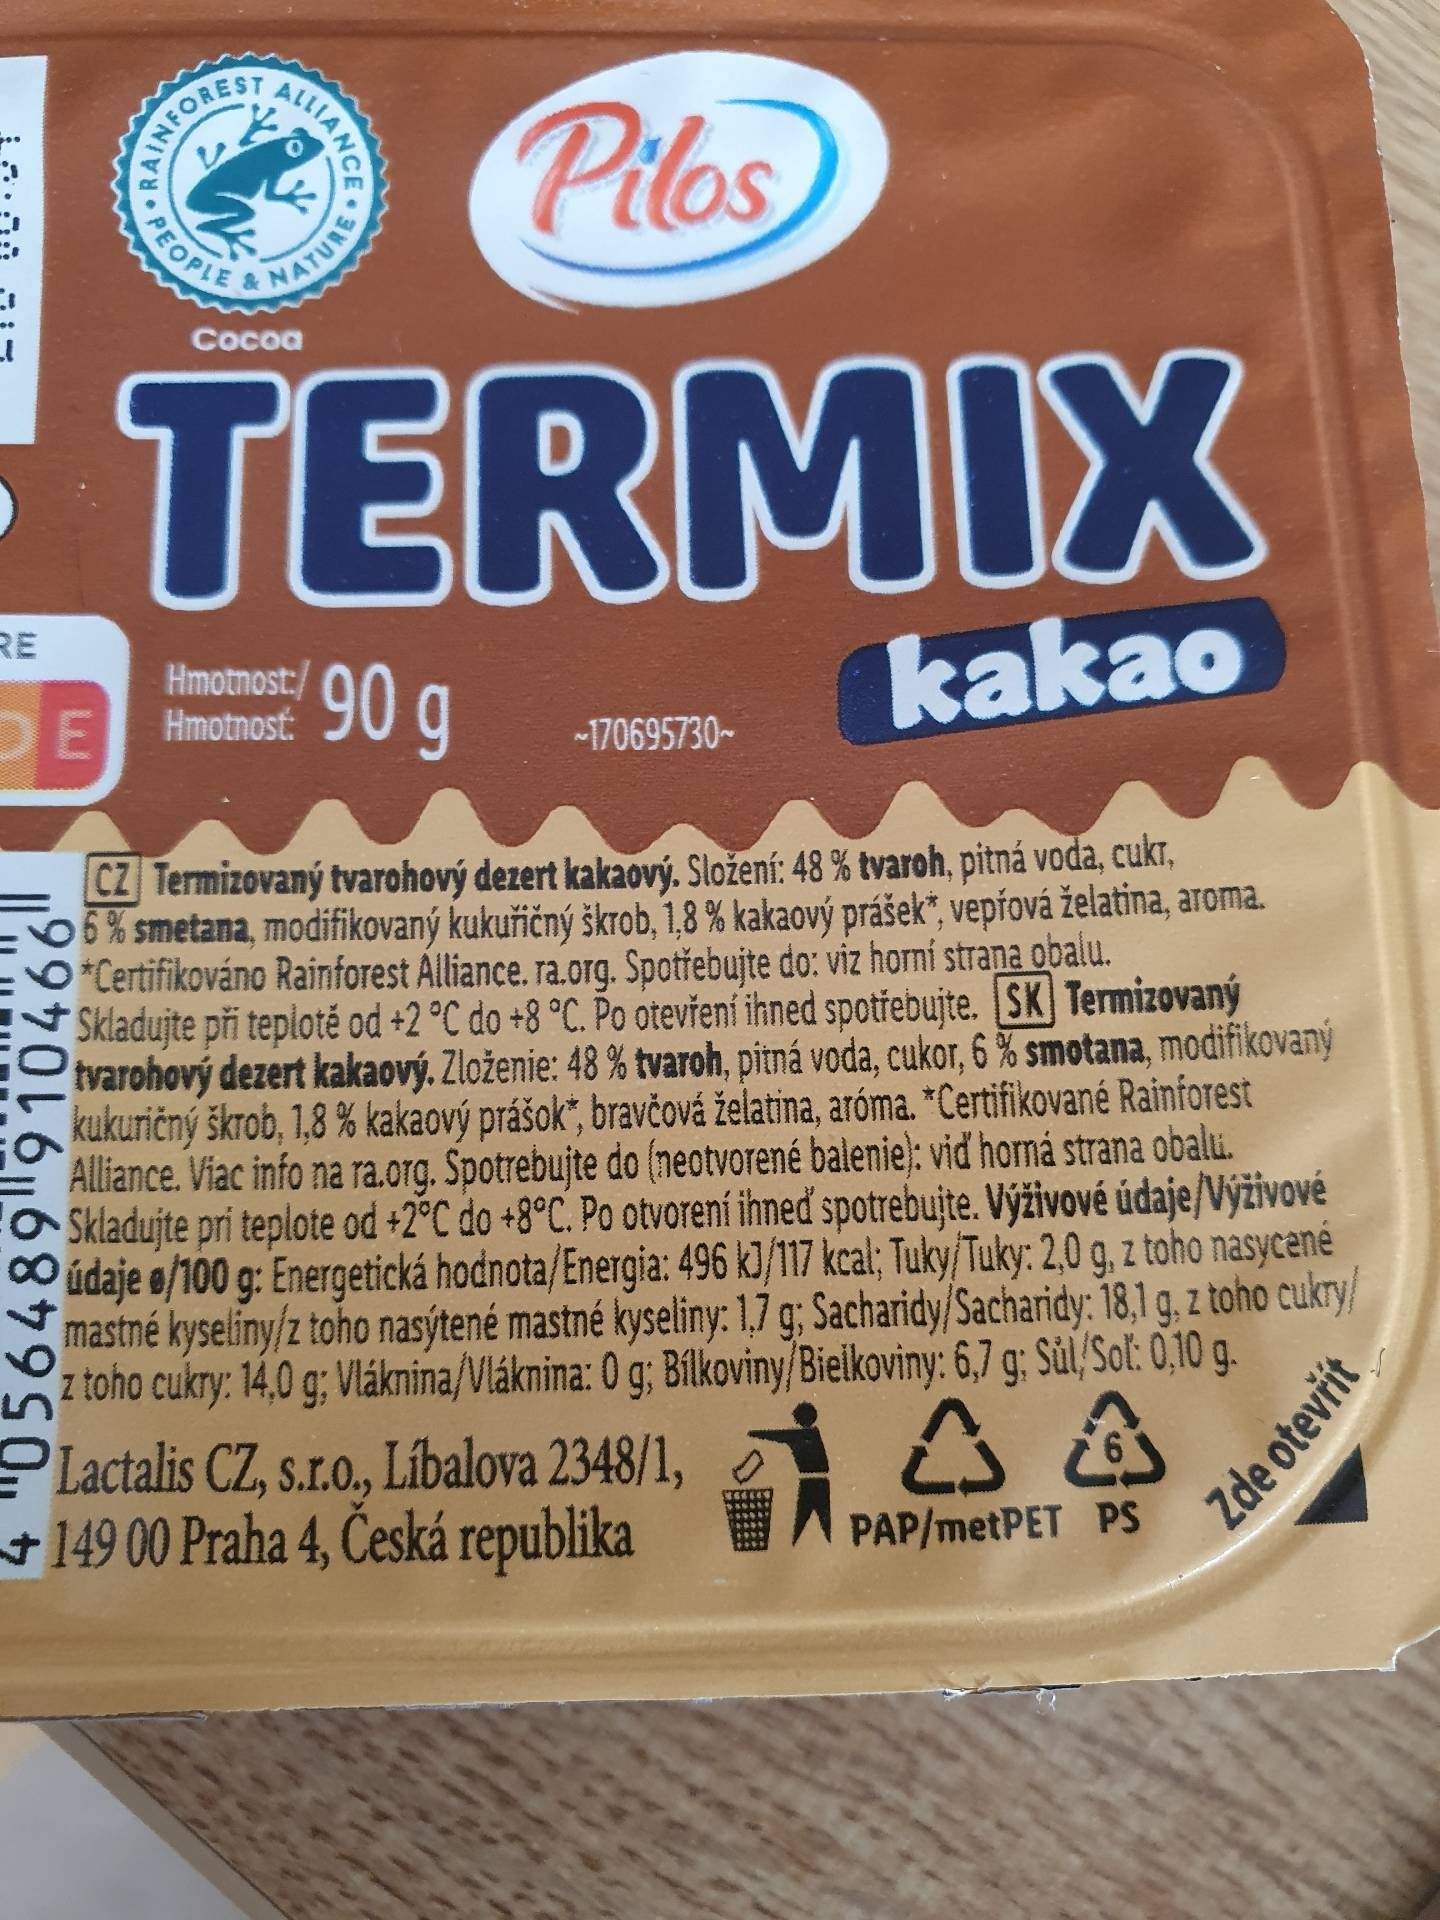 RAINFOREST ALLIANCE
PEOPLE & NATURE
Cocoa
Pilos
TERMIX
kakao
RE
D E
Hmotnost:/
Hmotnosť:
90 g
~170695730~
CZ Termizovaný tvarohový dezert kakaový. Složení: 48 % tvaroh, pitná voda, cukr,
6 % smetana, modifikovaný kukuřičný škrob, 1,8 % kakaový prášek*, vepřová želatina, aroma.
*Certifikováno Rainforest Alliance. ra.org. Spotřebujte do: viz horní strana obalu.
Skladujte při teplotě od +2 °C do +8 °C. Po otevření ihned spotřebujte. SK Termizovaný
tvarohový dezert kakaový. Zloženie: 48 % tvaroh, pitná voda, cukor, 6 % smotana, modifikovaný
kukuričný škrob, 1,8 % kakaový prášok*, bravčová želatina, aróma. *Certifikované Rainforest
Alliance. Viac info na ra.org. Spotrebujte do (neotvorené balenie): viď horná strana obalu.
Skladujte pri teplote od +2°C do +8°C. Po otvorení ihneď spotrebujte. Výživové údaje/Výživové
údaje ø/100 g: Energetická hodnota/Energia: 496 kJ/117 kcal; Tuky/Tuky: 2,0 g, z toho nasycené
mastné kyseliny/z toho nasýtené mastné kyseliny: 1,7 g; Sacharidy/Sacharidy: 18,1 g, z toho cukry/
z toho cukry: 14,0 g; Vláknina/Vláknina: 0 g; Bílkoviny/Bielkoviny: 6,7 g; Sůl/Soľ: 0,10 g.
4 056489 910466
Lactalis CZ, s.r.o., Líbalova 2348/1,
149 00 Praha 4, Česká republika
6
PAP/metPET PS
Zde otevřít